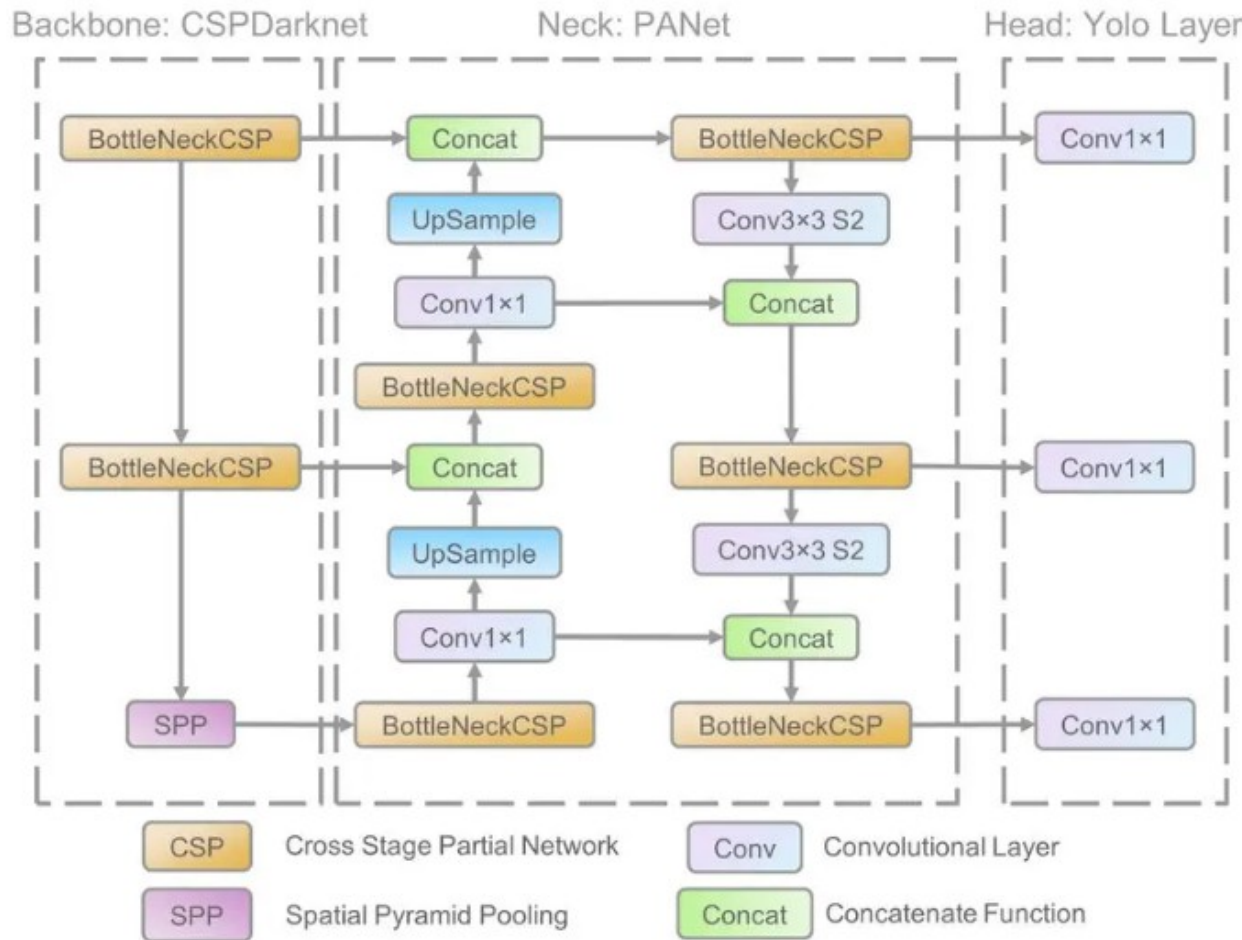 Backbone: CSPDarknet
Neck: PANet
Head: Yolo Layer
BottleNeckCSP
Concat
BottleNeckCSP
Conv1×1
UpSample
Conv3×3 S2
Conv1×1
Concat
BottleNeckCSP
BottleNeckCSP
Concat
BottleNeckCSP
Conv1×1
UpSample
Conv3×3 S2
Conv1×1
Concat
SPP
BottleNeckCSP
BottleNeckCSP
Conv1×1
CSP
Cross Stage Partial Network
Conv
Convolutional Layer
SPP
Spatial Pyramid Pooling
Concat
Concatenate Function